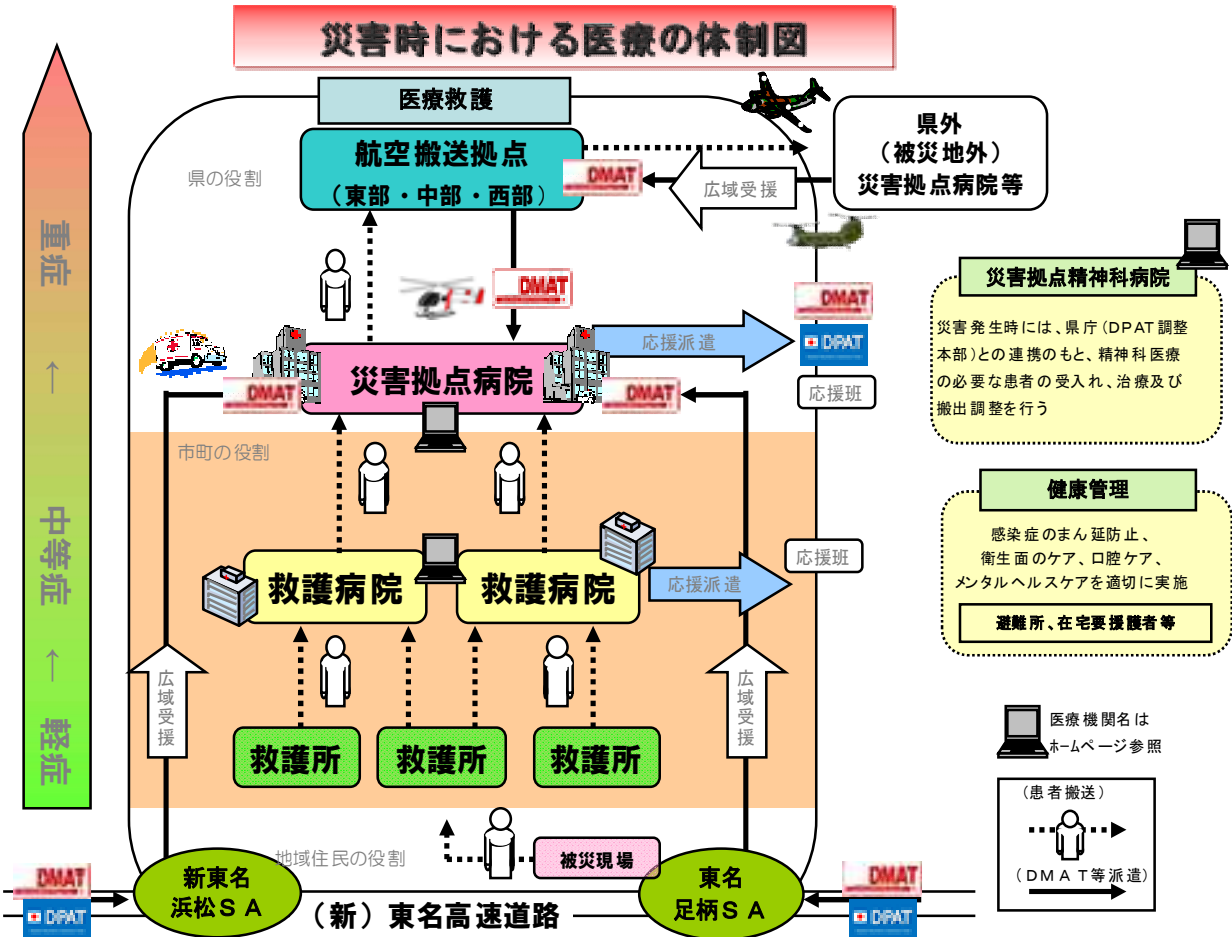 災害時における医療の体制図
医療救護
航空搬送拠点
（東部・中部・西部）
県外
（被災地外）
災害拠点病院等
県の役割
DMAT
広域受援
重症
←
中等症
←
軽症
DMAT
DMAT
DPAT
応援班
応援派遣
災害拠点病院
DMAT
DMAT
災害拠点精神科病院
災害発生時には、県庁（DPAT調整
本部）との連携のもと、精神科医療
の必要な患者の受入れ、治療及び
搬出調整を行う
市町の役割
救護病院
救護病院
応援派遣
応援班
健康管理
感染症のまん延防止、
衛生面のケア、口腔ケア、
メンタルヘルスケアを適切に実施
避難所、在宅要援護者等
広域受援
広域受援
救護所
救護所
救護所
医療機関名は
ホームページ参照
（患者搬送）
（DMAT等派遣）
地域住民の役割
被災現場
DMAT
DPAT
新東名
浜松SA
（新）東名高速道路
東名
足柄SA
DMAT
DPAT